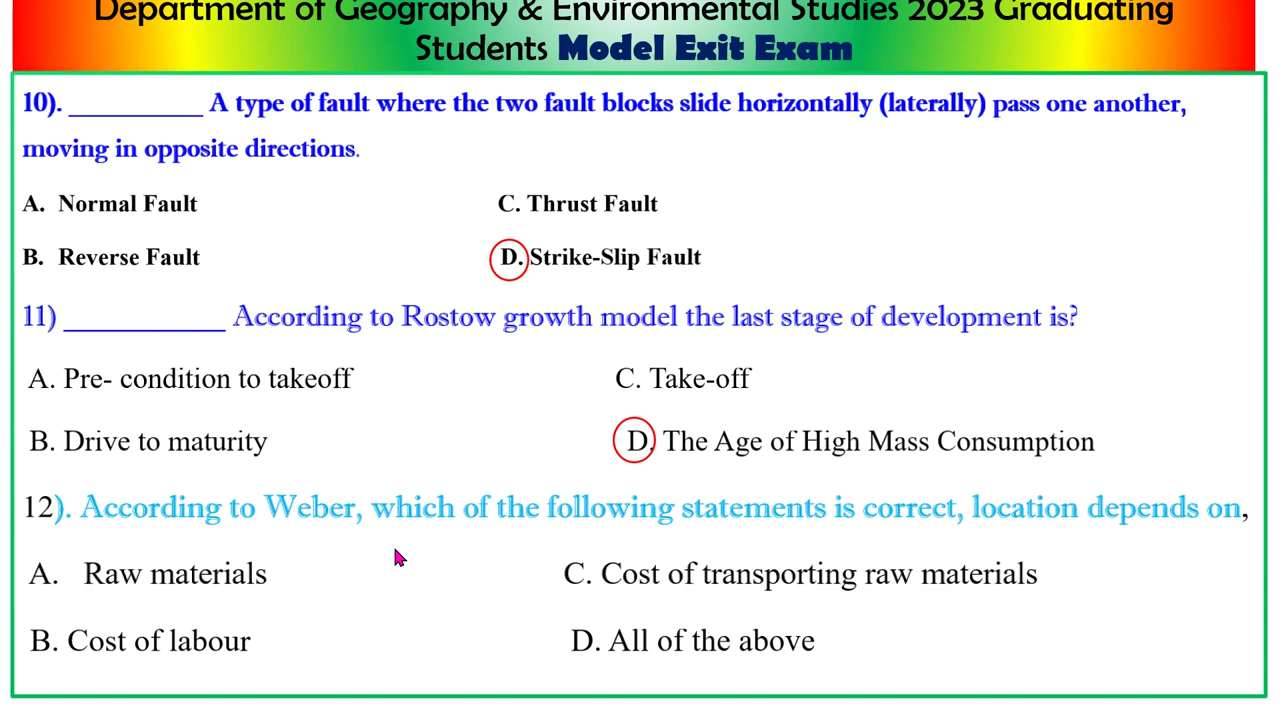 Department of Geography & Environmental Studies 2023 Graduating
Students Model Exit Exam
10). __________ A type of fault where the two fault blocks slide horizontally (laterally) pass one another,
moving in opposite directions.
A. Normal Fault C. Thrust Fault
B. Reverse Fault D. Strike-Slip Fault
11) ___________ According to Rostow growth model the last stage of development is?
A. Pre- condition to takeoff C. Take-off
B. Drive to maturity D. The Age of High Mass Consumption
12). According to Weber, which of the following statements is correct, location depends on,
A. Raw materials C. Cost of transporting raw materials
B. Cost of labour D. All of the above